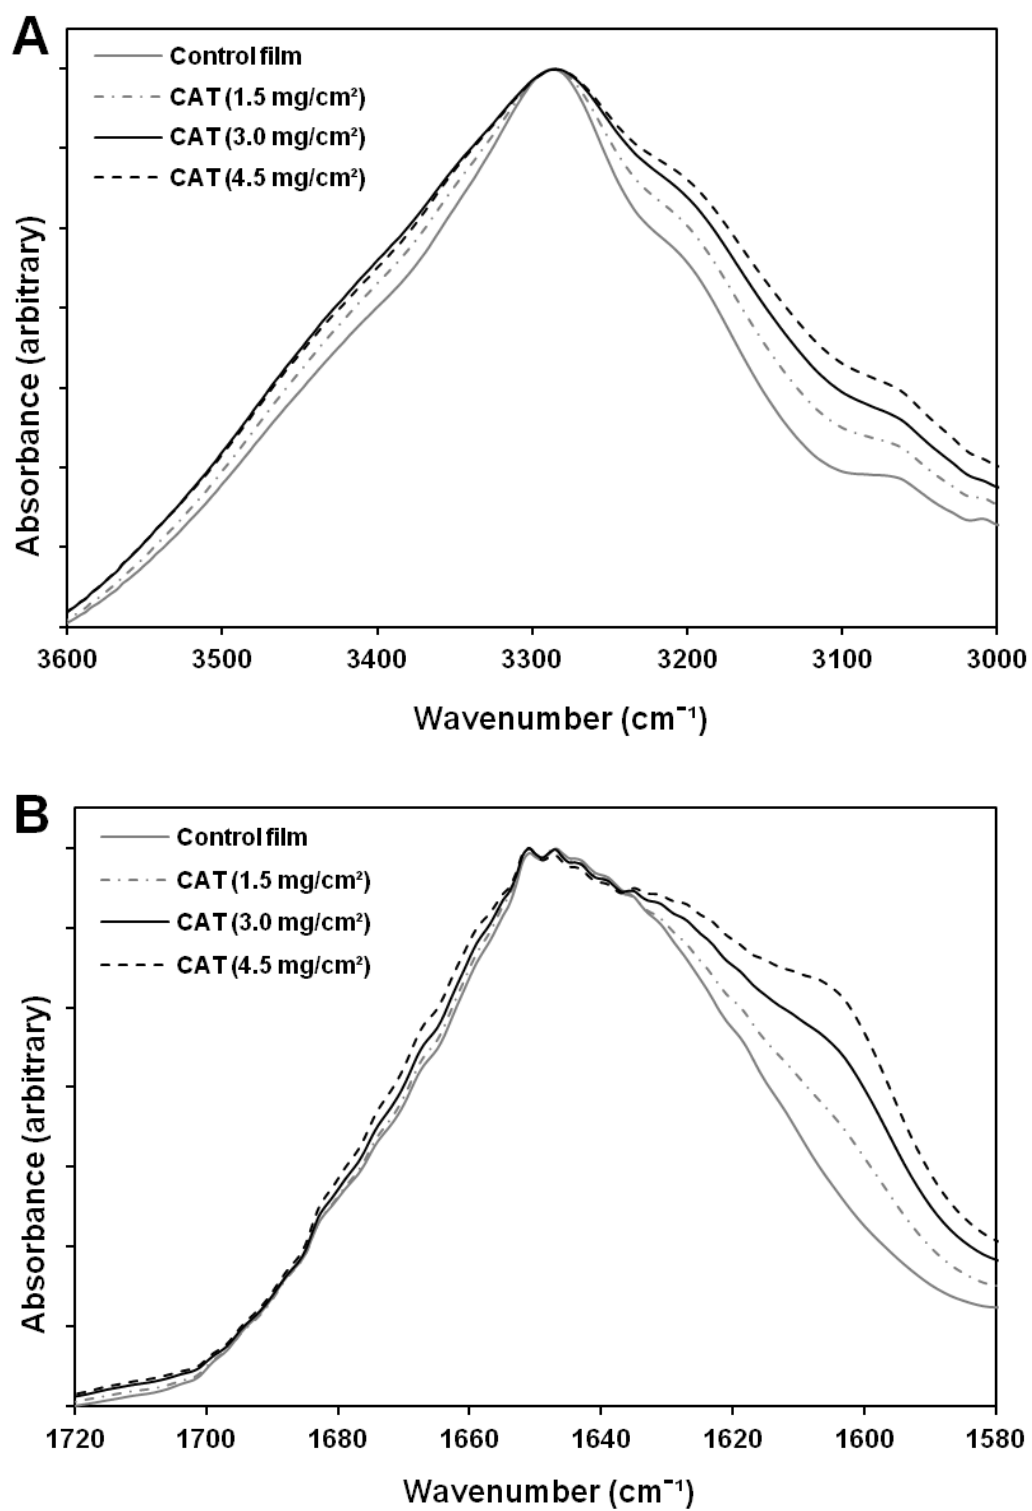 A
Control film
CAT (1.5 mg/cm²)
CAT (3.0 mg/cm²)
CAT (4.5 mg/cm²)
Absorbance (arbitrary)
3600 3500 3400 3300 3200 3100 3000
Wavenumber (cm⁻¹)
B
Control film
CAT (1.5 mg/cm²)
CAT (3.0 mg/cm²)
CAT (4.5 mg/cm²)
Absorbance (arbitrary)
1720 1700 1680 1660 1640 1620 1600 1580
Wavenumber (cm⁻¹)